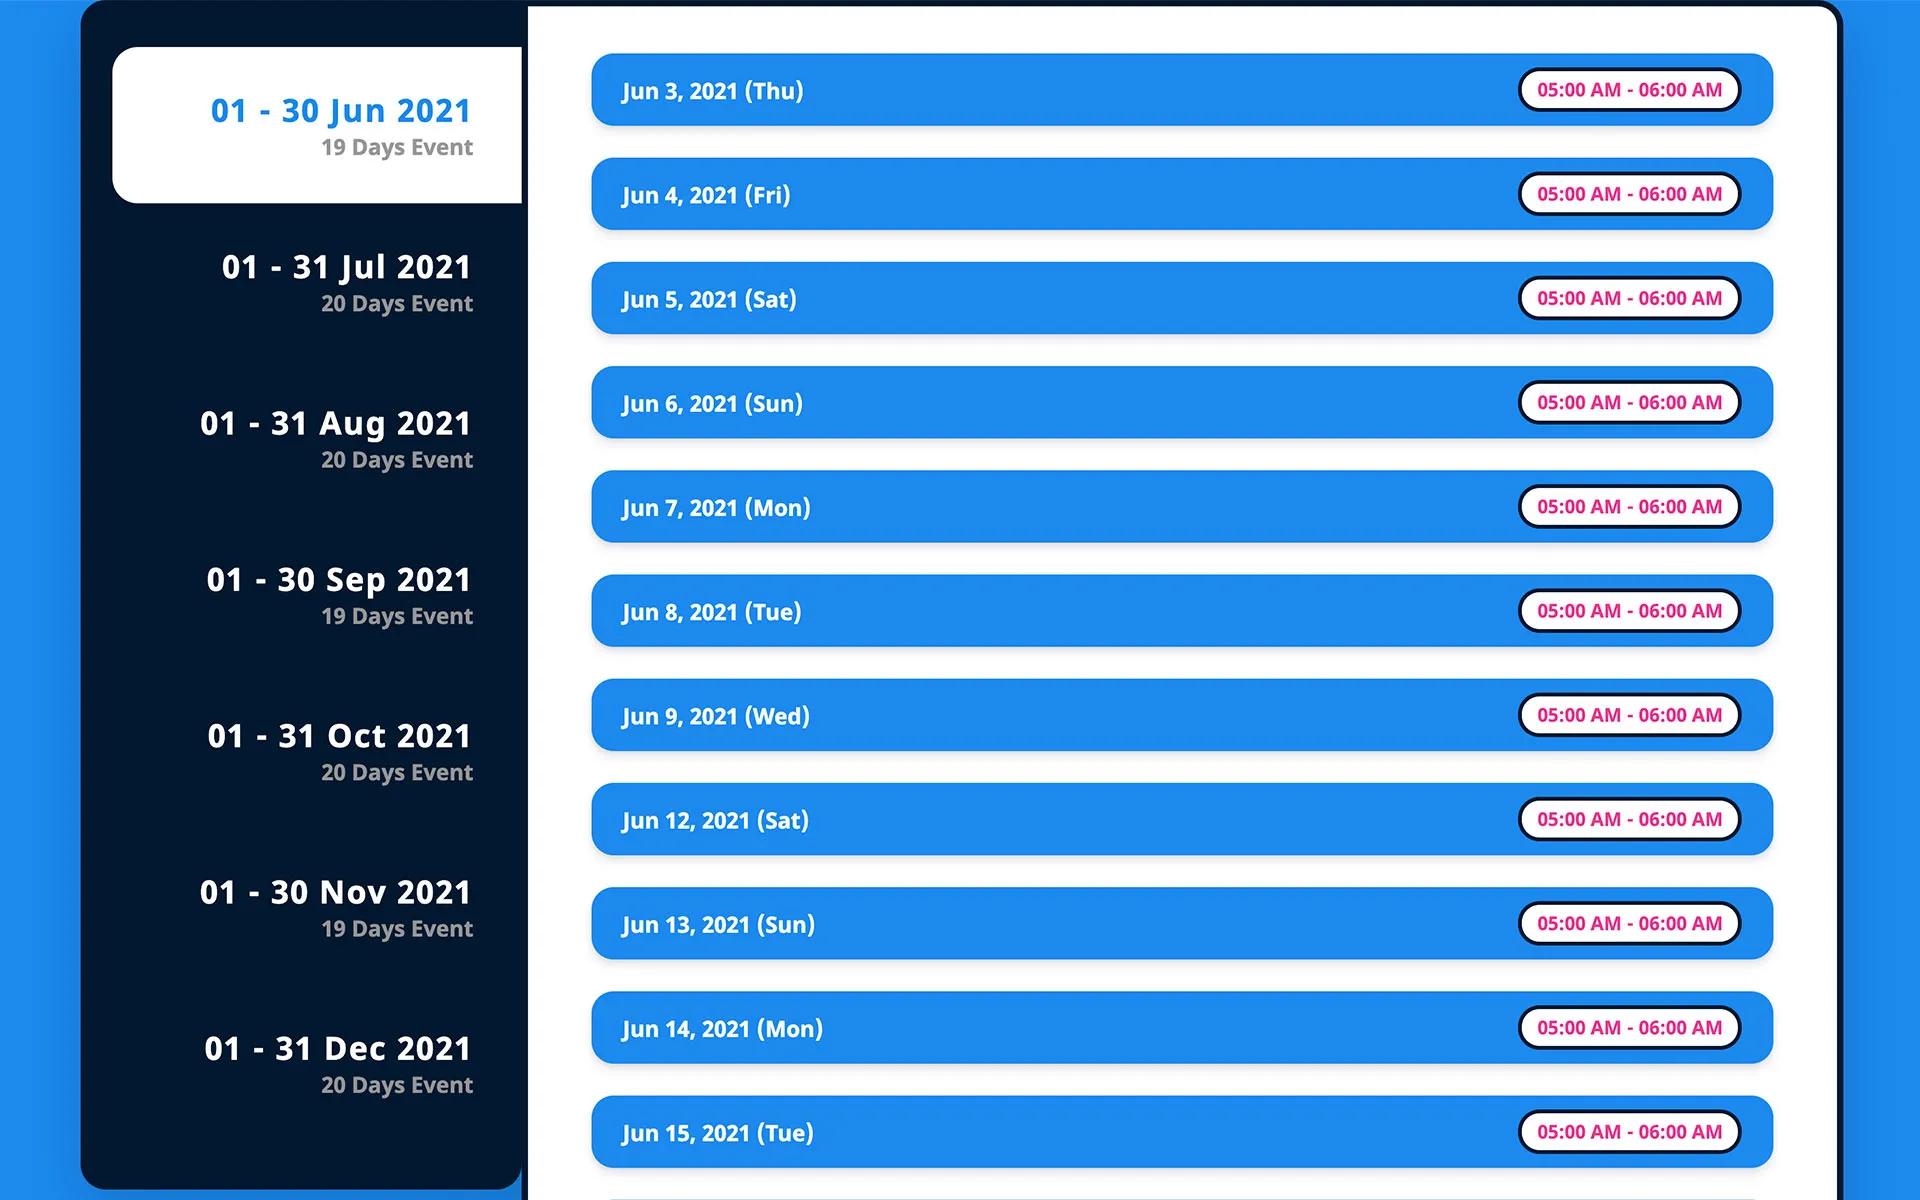 01 - 30 Jun 2021
19 Days Event
01 - 31 Jul 2021
20 Days Event
01 - 31 Aug 2021
20 Days Event
01 - 30 Sep 2021
19 Days Event
01 - 31 Oct 2021
20 Days Event
01 - 30 Nov 2021
19 Days Event
01 - 31 Dec 2021
20 Days Event
Jun 3, 2021 (Thu) 05:00 AM - 06:00 AM
Jun 4, 2021 (Fri) 05:00 AM - 06:00 AM
Jun 5, 2021 (Sat) 05:00 AM - 06:00 AM
Jun 6, 2021 (Sun) 05:00 AM - 06:00 AM
Jun 7, 2021 (Mon) 05:00 AM - 06:00 AM
Jun 8, 2021 (Tue) 05:00 AM - 06:00 AM
Jun 9, 2021 (Wed) 05:00 AM - 06:00 AM
Jun 12, 2021 (Sat) 05:00 AM - 06:00 AM
Jun 13, 2021 (Sun) 05:00 AM - 06:00 AM
Jun 14, 2021 (Mon) 05:00 AM - 06:00 AM
Jun 15, 2021 (Tue) 05:00 AM - 06:00 AM